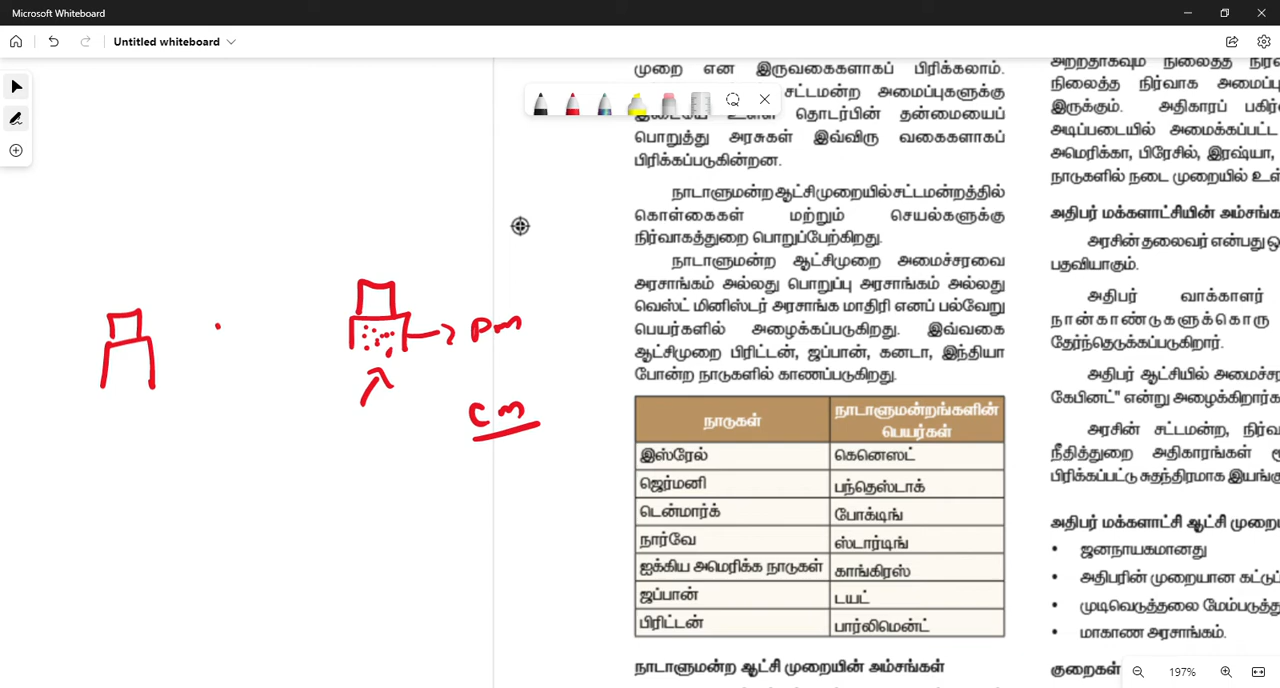 Microsoft Whiteboard
Untitled whiteboard
Pm
Cm
முறை என இருவகைகளாகப் பிரிக்கலாம்.
சட்டமன்ற அமைப்புகளுக்கு
இடையே உள்ள தொடர்பின் தன்மையைப்
பொறுத்து அரசுகள் இவ்விரு வகைகளாகப்
பிரிக்கப்படுகின்றன.
நாடாளுமன்ற ஆட்சிமுறையில் சட்டமன்றத்தில்
கொள்கைகள் மற்றும் செயல்களுக்கு
நிர்வாகத்துறை பொறுப்பேற்கிறது.
நாடாளுமன்ற ஆட்சிமுறை அமைச்சரவை
அரசாங்கம் அல்லது பொறுப்பு அரசாங்கம் அல்லது
வெஸ்ட் மினிஸ்டர் அரசாங்க மாதிரி எனப் பல்வேறு
பெயர்களில் அழைக்கப்படுகிறது. இவ்வகை
ஆட்சிமுறை பிரிட்டன், ஜப்பான், கனடா, இந்தியா
போன்ற நாடுகளில் காணப்படுகிறது.
நாடுகள் நாடாளுமன்றங்களின் பெயர்கள்
இஸ்ரேல் கெனெஸட்
ஜெர்மனி பந்தெஸ்டாக்
டென்மார்க் போக்டிங்
நார்வே ஸ்டார்டிங்
ஐக்கிய அமெரிக்க நாடுகள் காங்கிரஸ்
ஜப்பான் டயட்
பிரிட்டன் பார்லிமென்ட்
நாடாளுமன்ற ஆட்சி முறையின் அம்சங்கள்
அற்றதாகவும் நிலைத்த
நிலைத்த நிர்வாக அமைப்
இருக்கும். அதிகாரப் பகிர்
அடிப்படையில் அமைக்கப்பட்ட
அமெரிக்கா, பிரேசில், இரஷ்யா,
நாடுகளில் நடை முறையில் உள்
அதிபர் மக்களாட்சியின் அம்சங்க
அரசின் தலைவர் என்பது ஒ
பதவியாகும்.
அதிபர் வாக்காளர்
நான்காண்டுகளுக்கொரு
தேர்ந்தெடுக்கப்படுகிறார்.
அதிபர் ஆட்சியில் அமைச்ச
கேபினட்" என்று அழைக்கிறார்க
அரசின் சட்டமன்ற, நிர்வ
நீதித்துறை அதிகாரங்கள்
பிரிக்கப்பட்டு சுதந்திரமாக இயங்கு
அதிபர் மக்களாட்சி ஆட்சி முறை
• ஜனநாயகமானது
• அதிபரின் முறையான கட்டுப்
• முடிவெடுத்தலை மேம்படுத்து
• மாகாண அரசாங்கம்.
குறைகள்
197%